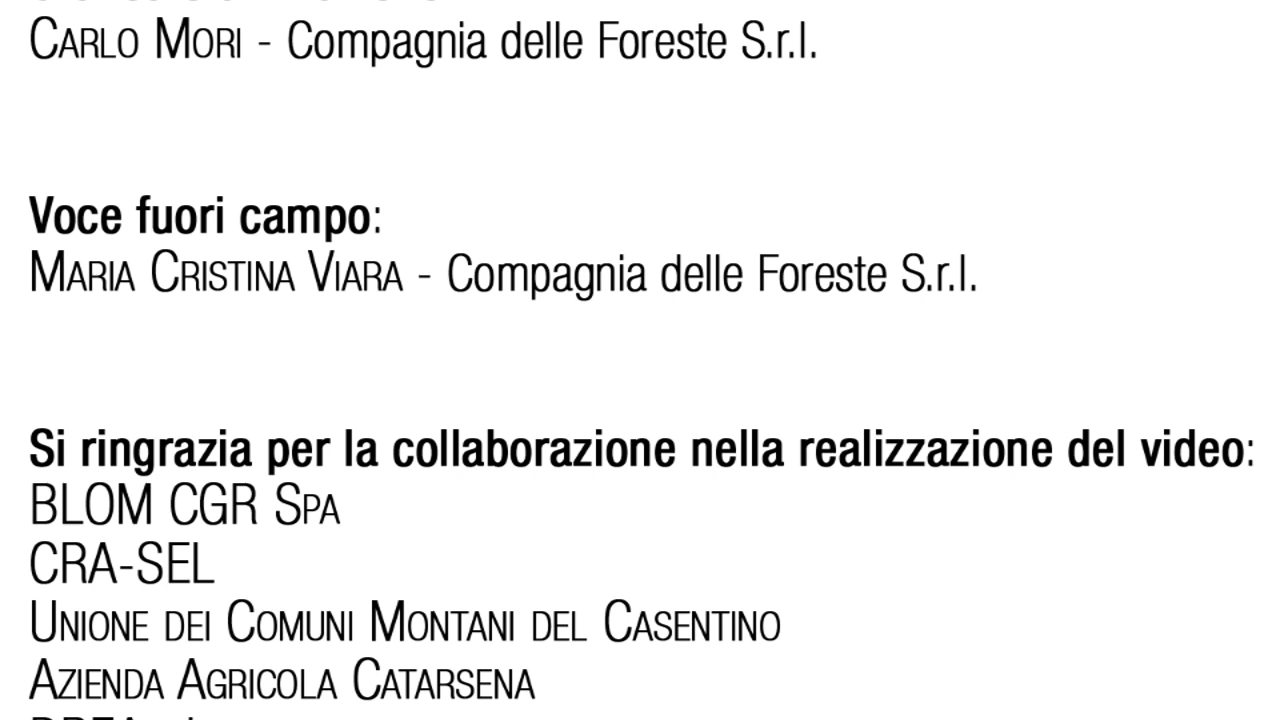 CARLO MORI - Compagnia delle Foreste S.r.l.
Voce fuori campo:
MARIA CRISTINA VIARA - Compagnia delle Foreste S.r.l.
Si ringrazia per la collaborazione nella realizzazione del video:
BLOM CGR SPA
CRA-SEL
UNIONE DEI COMUNI MONTANI DEL CASENTINO
AZIENDA AGRICOLA CATARSENA